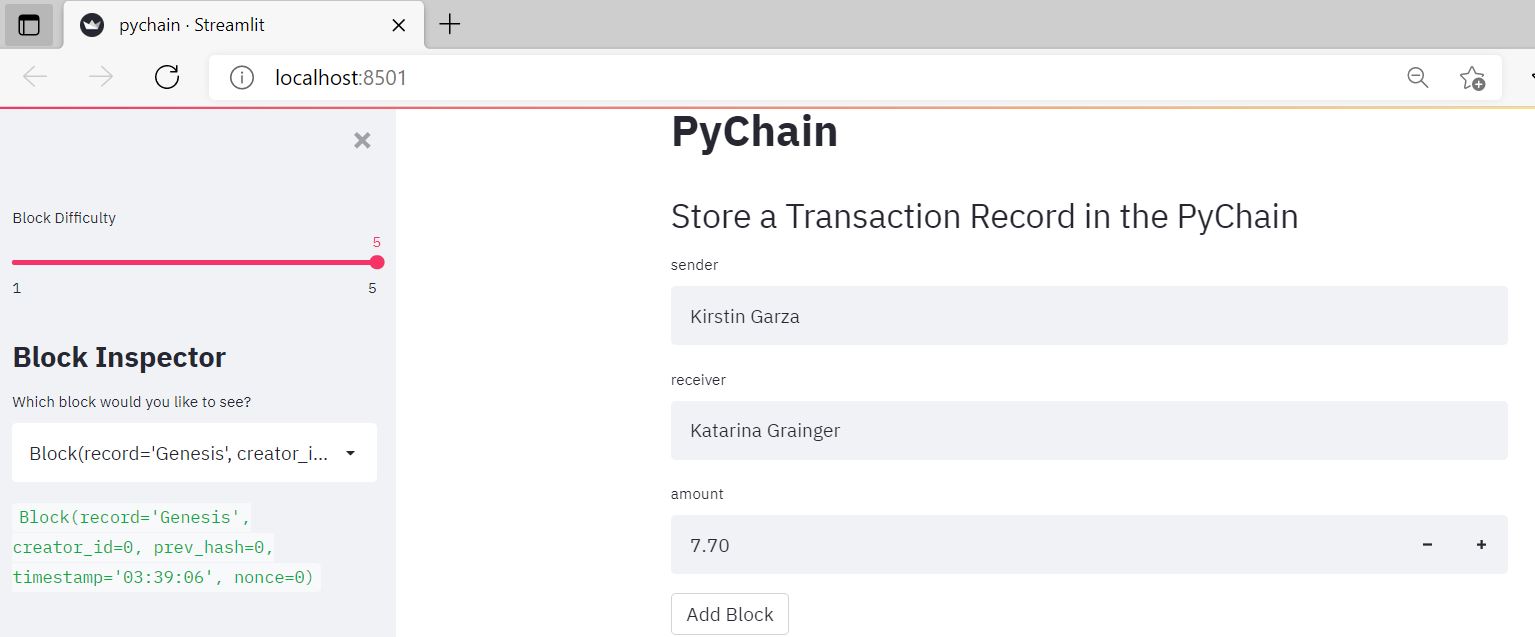 pychain · Streamlit
localhost:8501
Block Difficulty
5
1
5
Block Inspector
Which block would you like to see?
Block(record='Genesis', creator_i...
Block(record='Genesis',
creator_id=0, prev_hash=0,
timestamp='03:39:06', nonce=0)
PyChain
Store a Transaction Record in the PyChain
sender
Kirstin Garza
receiver
Katarina Grainger
amount
7.70
Add Block